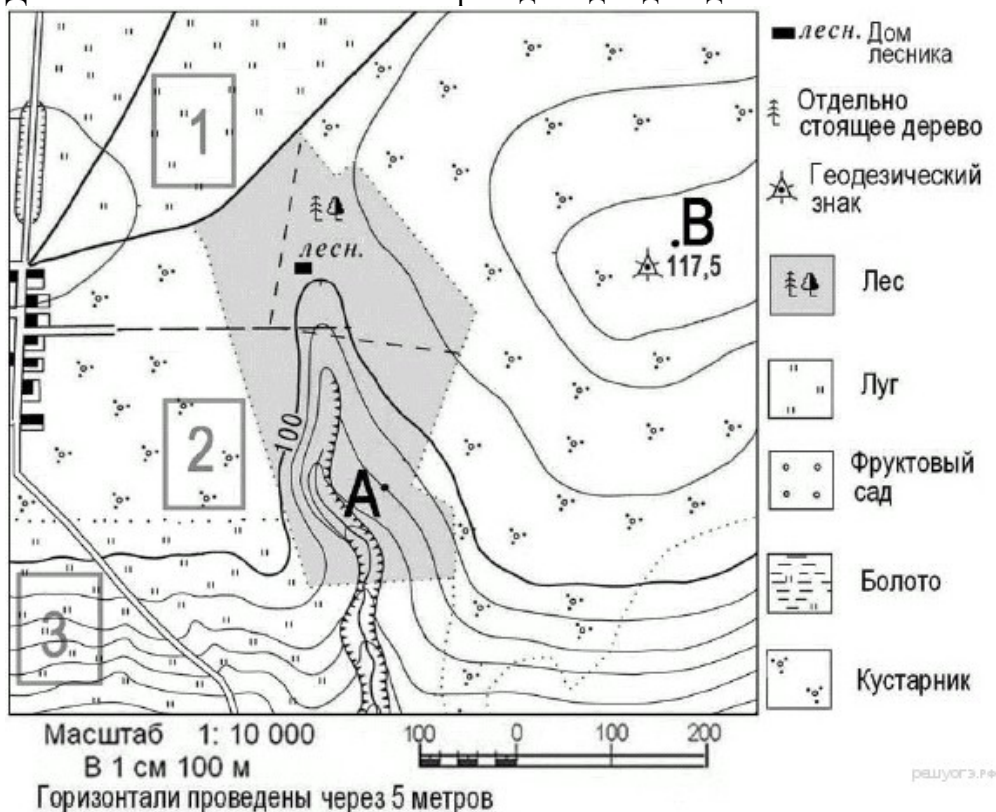 1
лесн.
.В
117,5
100
2
А
3
лесн. Дом
лесника
Отдельно
стоящее дерево
Геодезический
знак
Лес
Луг
Фруктовый
сад
Болото
Кустарник
Масштаб 1: 10 000
В 1 см 100 м
Горизонтали проведены через 5 метров
100 0 100 200
решуогэ.рф